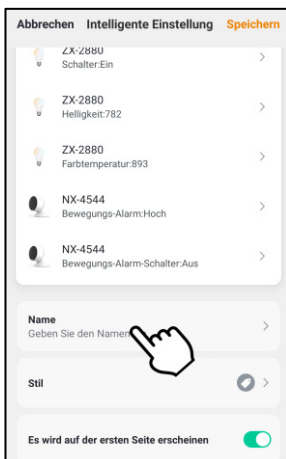 Abbrechen Intelligente Einstellung Speichern
ZX-2880
Schalter:Ein
ZX-2880
Helligkeit:782
ZX-2880
Farbtemperatur:893
NX-4544
Bewegungs-Alarm:Hoch
NX-4544
Bewegungs-Alarm-Schalter:Aus
Name
Geben Sie den Namen
Stil
Es wird auf der ersten Seite erscheinen